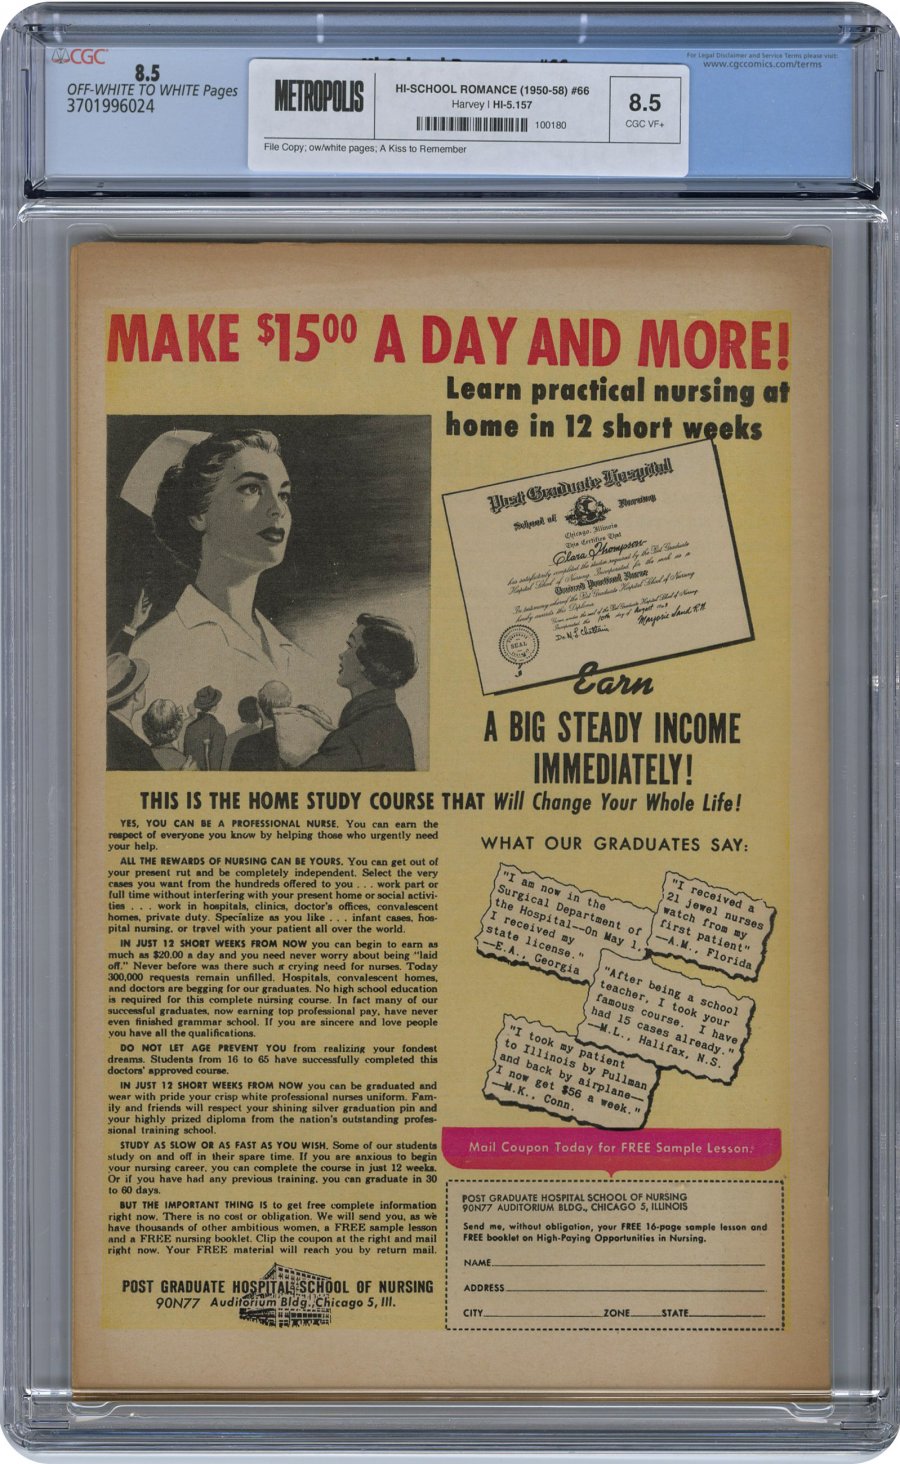 CGC
8.5
OFF-WHITE TO WHITE Pages
3701996024
METROPOLIS
HI-SCHOOL ROMANCE (1950-58) #66
Harvey | HI-5.157
100180
8.5
CGC VF+
File Copy; ow/white pages; A Kiss to Remember
For Legal Disclaimer and Service Terms please visit:
www.cgccomics.com/terms
MAKE $1500 A DAY AND MORE!
Learn practical nursing at
home in 12 short weeks
Post Graduate Hospital
School of Nursing
Chicago, Illinois
This Certifies That
Clara Thompson
Earn
A BIG STEADY INCOME
IMMEDIATELY!
THIS IS THE HOME STUDY COURSE THAT Will Change Your Whole Life!
YES, YOU CAN BE A PROFESSIONAL NURSE. You can earn the
respect of everyone you know by helping those who urgently need
your help.
ALL THE REWARDS OF NURSING CAN BE YOURS. You can get out of
your present rut and be completely independent. Select the very
cases you want from the hundreds offered to you . . . work part or
full time without interfering with your present home or social activi-
ties . . . work in hospitals, clinics, doctor's offices, convalescent
homes, private duty. Specialize as you like . . . infant cases, hos-
pital nursing, or travel with your patient all over the world.
IN JUST 12 SHORT WEEKS FROM NOW you can begin to earn as
much as $20.00 a day and you need never worry about being "laid
off." Never before was there such a crying need for nurses. Today
300,000 requests remain unfilled. Hospitals, convalescent homes,
and doctors are begging for our graduates. No high school education
is required for this complete nursing course. In fact many of our
successful graduates, now earning top professional pay, have never
even finished grammar school. If you are sincere and love people
you have all the qualifications.
DO NOT LET AGE PREVENT YOU from realizing your fondest
dreams. Students from 16 to 65 have successfully completed this
doctors' approved course.
IN JUST 12 SHORT WEEKS FROM NOW you can be graduated and
wear with pride your crisp white professional nurses uniform. Fam-
ily and friends will respect your shining silver graduation pin and
your highly prized diploma from the nation's outstanding profes-
sional training school.
STUDY AS SLOW OR AS FAST AS YOU WISH. Some of our students
study on and off in their spare time. If you are anxious to begin
your nursing career, you can complete the course in just 12 weeks.
Or if you have had any previous training, you can graduate in 30
to 60 days.
BUT THE IMPORTANT THING IS to get free complete information
right now. There is no cost or obligation. We will send you, as we
have thousands of other ambitious women, a FREE sample lesson
and a FREE nursing booklet. Clip the coupon at the right and mail
right now. Your FREE material will reach you by return mail.
POST GRADUATE HOSPITAL SCHOOL OF NURSING
90N77 Auditorium Bldg., Chicago 5, Ill.
WHAT OUR GRADUATES SAY:
"I am now in the
Surgical Department of
the Hospital--On May 1,
I received my
state license."
—E.A., Georgia
"I received a
21 jewel nurses
watch from my
first patient"
—A.M., Florida
"After being a school
teacher, I took your
famous course. I have
had 15 cases already."
—M.L., Halifax, N.S.
"I took my patient
to Illinois by Pullman
and back by airplane—
I now get $56 a week."
—M.K., Conn.
Mail Coupon Today for FREE Sample Lesson.
POST GRADUATE HOSPITAL SCHOOL OF NURSING
90N77 AUDITORIUM BLDG., CHICAGO 5, ILLINOIS
Send me, without obligation, your FREE 16-page sample lesson and
FREE booklet on High-Paying Opportunities in Nursing.
NAME
ADDRESS
CITY ZONE STATE